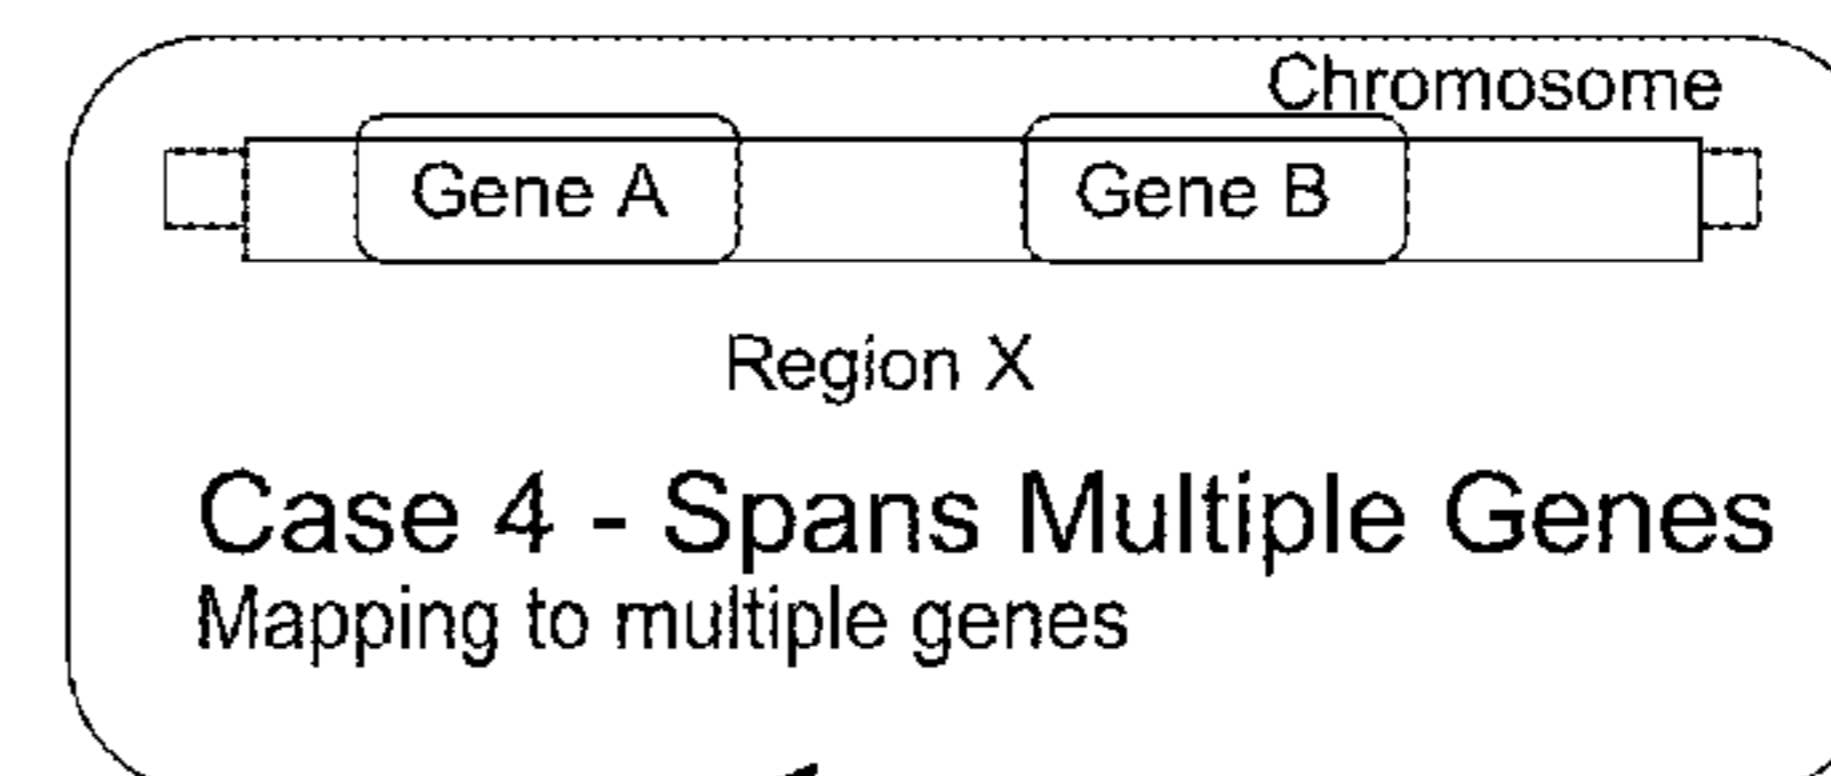 Chromosome
Gene A Gene B
Region X
Case 4 - Spans Multiple Genes
Mapping to multiple genes